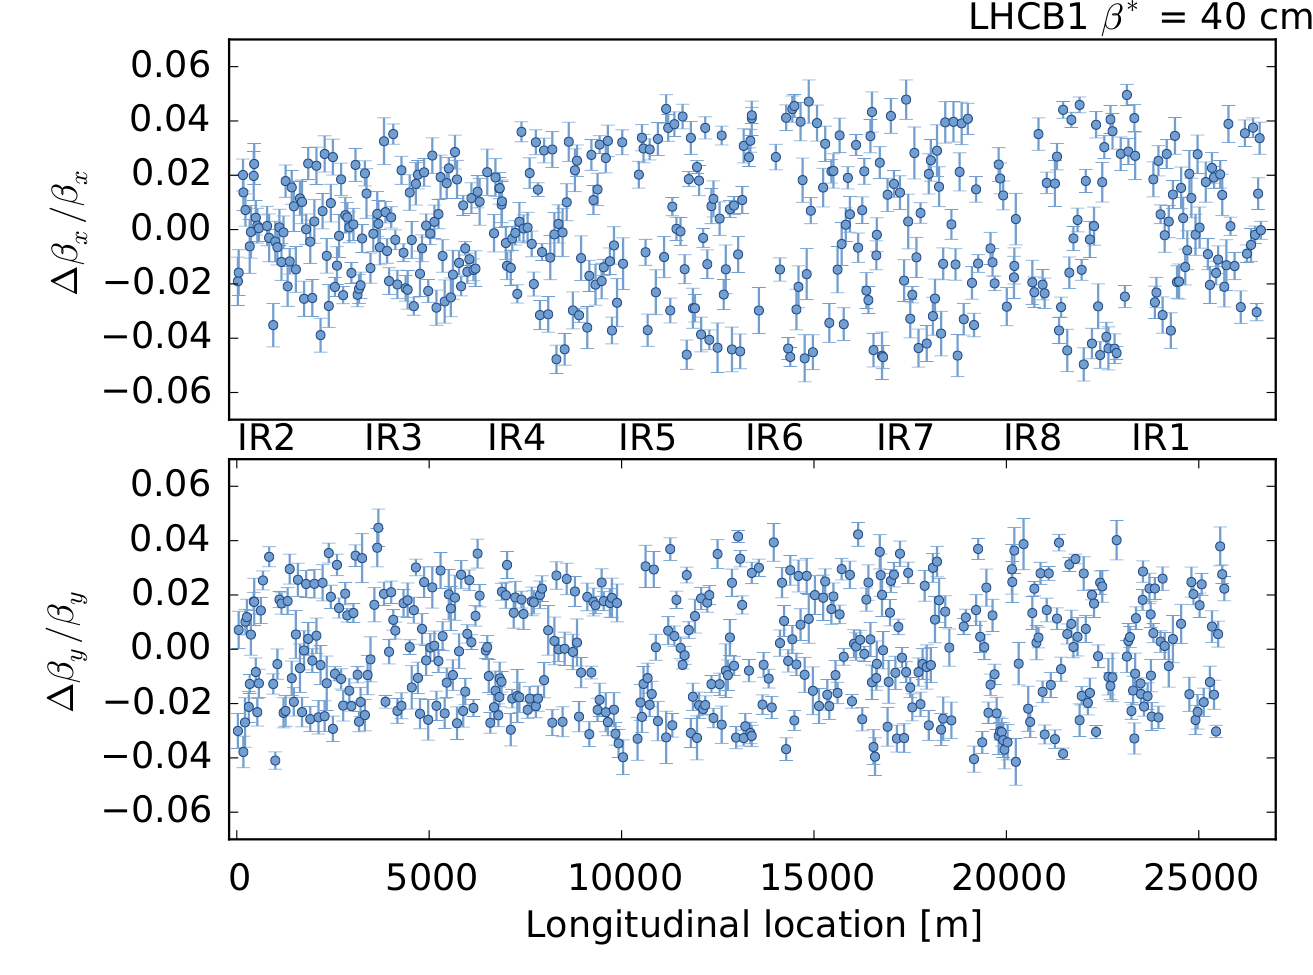 LHCB1 β* = 40 cm
0.06
0.04
0.02
0.00
−0.02
−0.04
−0.06
Δβx/βx
IR2 IR3 IR4 IR5 IR6 IR7 IR8 IR1
0.06
0.04
0.02
0.00
−0.02
−0.04
−0.06
Δβy/βy
0 5000 10000 15000 20000 25000
Longitudinal location [m]